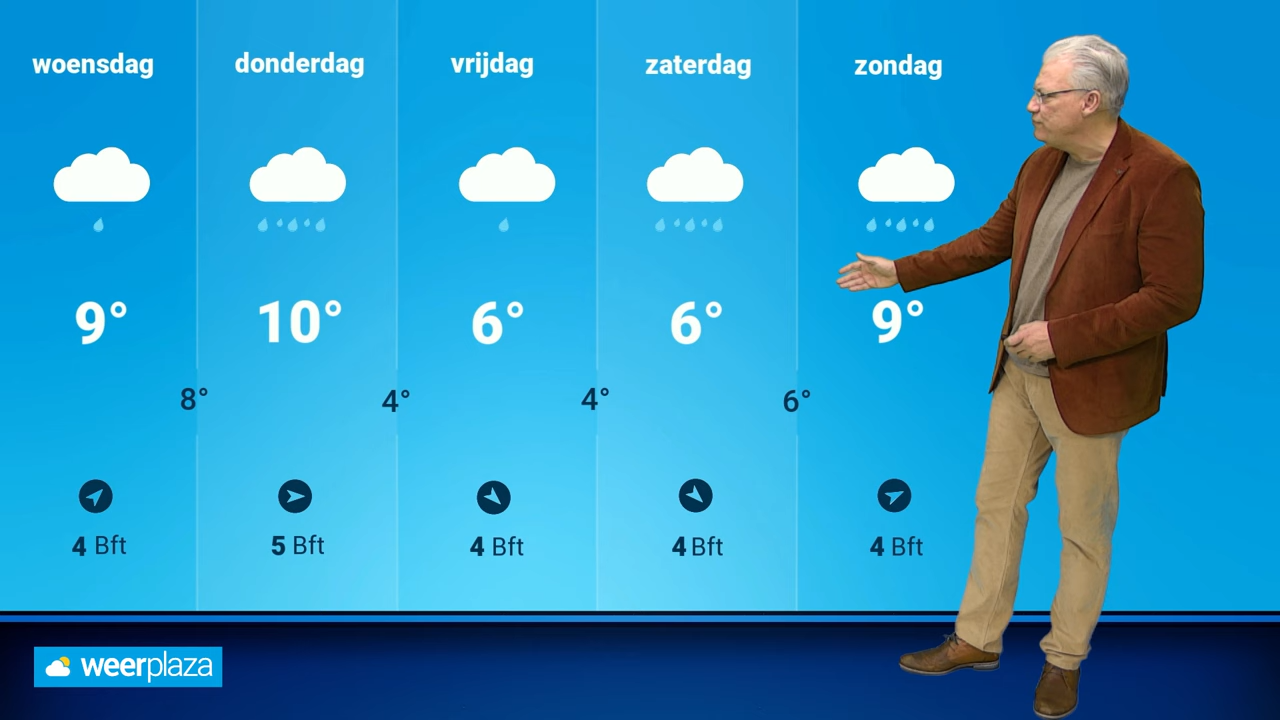 woensdag donderdag vrijdag zaterdag zondag
9° 10° 6° 6° 9°
8° 4° 4° 6°
4 Bft 5 Bft 4 Bft 4 Bft 4 Bft
weerplaza